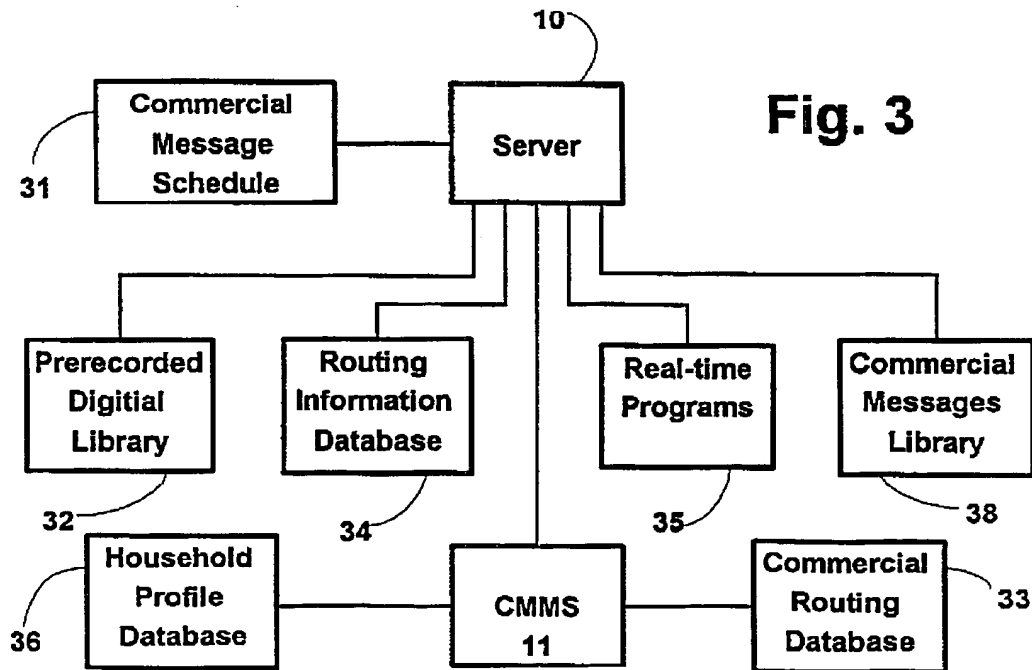 10
Commercial
Message
Schedule
31
Server
Fig. 3
Prerecorded
Digitial
Library
32
Routing
Information
Database
34
Real-time
Programs
35
Commercial
Messages
Library
38
Household
Profile
Database
36
CMMS
11
Commercial
Routing
Database
33